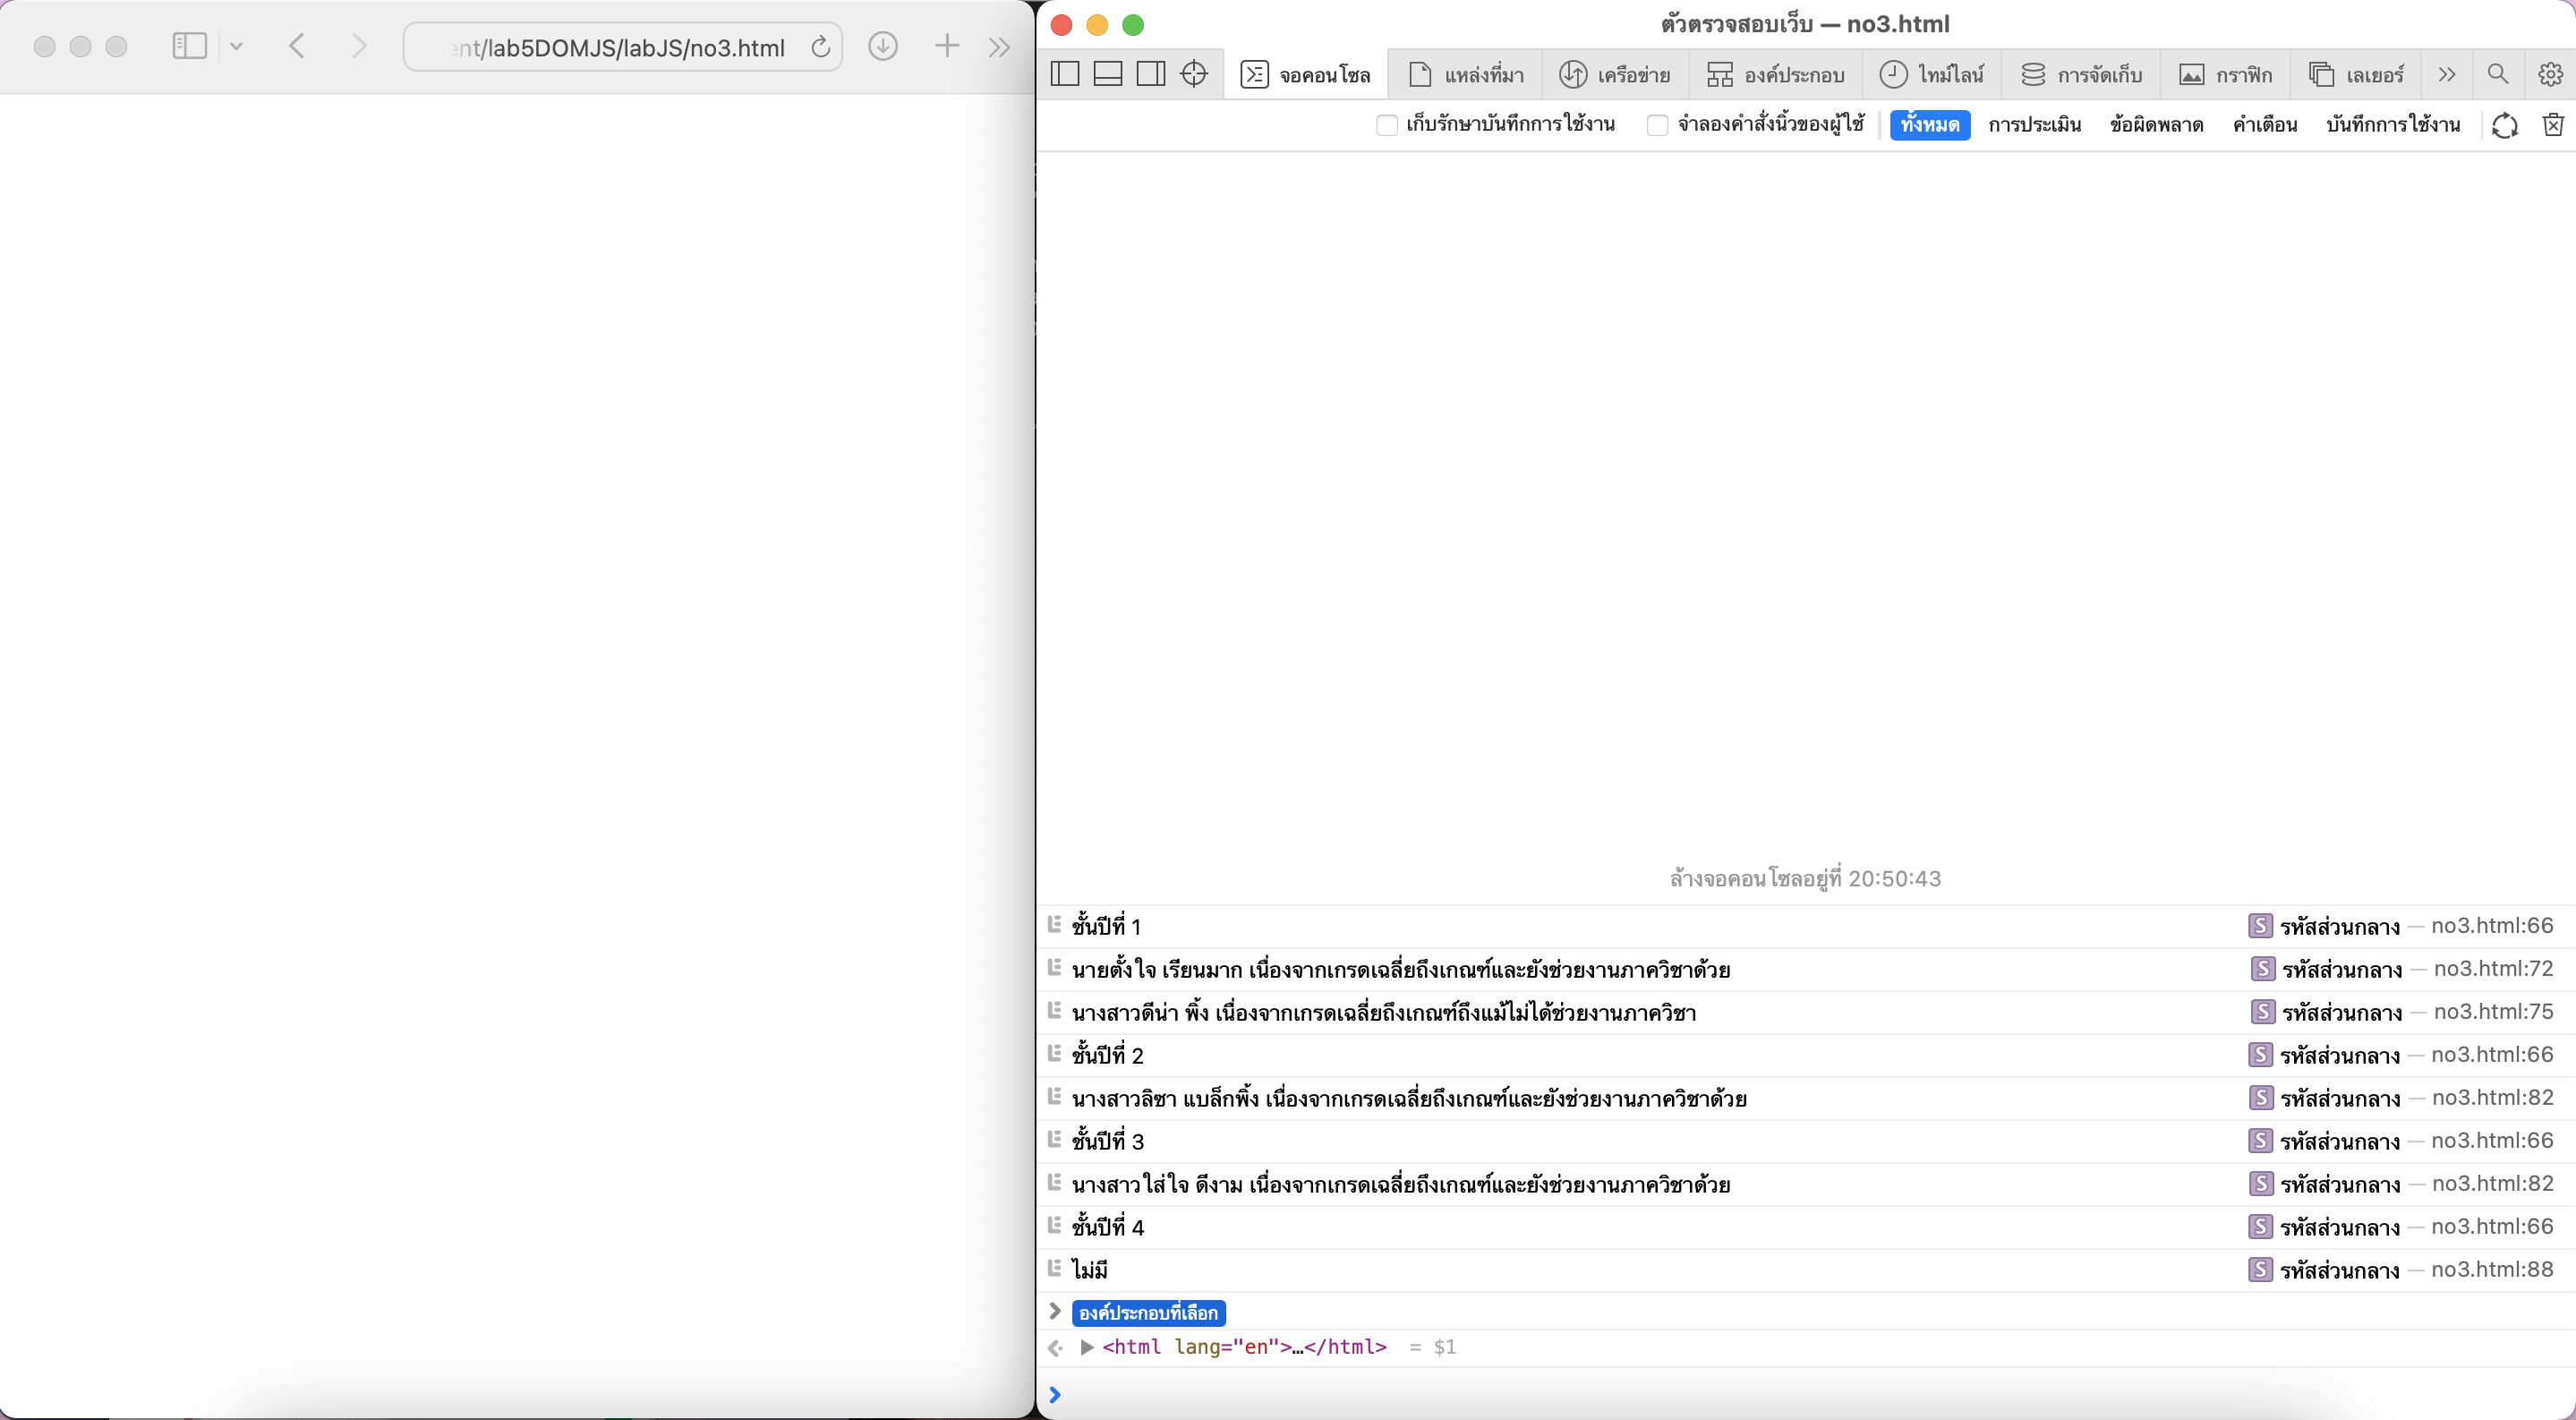 ent/lab5DOMJS/labJS/no3.html
ตัวตรวจสอบเว็บ — no3.html
จอคอนโซล แหล่งที่มา เครือข่าย องค์ประกอบ ไทม์ไลน์ การจัดเก็บ กราฟิก เลเยอร์
เก็บรักษาบันทึกการใช้งาน จำลองคำสั่งนิ้วของผู้ใช้ ทั้งหมด การประเมิน ข้อผิดพลาด คำเตือน บันทึกการใช้งาน
ล้างจอคอนโซลอยู่ที่ 20:50:43
ชั้นปีที่ 1 S รหัสส่วนกลาง — no3.html:66
นายตั้งใจ เรียนมาก เนื่องจากเกรดเฉลี่ยถึงเกณฑ์และยังช่วยงานภาควิชาด้วย S รหัสส่วนกลาง — no3.html:72
นางสาวดีน่า พิ้ง เนื่องจากเกรดเฉลี่ยถึงเกณฑ์ถึงแม้ไม่ได้ช่วยงานภาควิชา S รหัสส่วนกลาง — no3.html:75
ชั้นปีที่ 2 S รหัสส่วนกลาง — no3.html:66
นางสาวลิซา แบล็กพิ้ง เนื่องจากเกรดเฉลี่ยถึงเกณฑ์และยังช่วยงานภาควิชาด้วย S รหัสส่วนกลาง — no3.html:82
ชั้นปีที่ 3 S รหัสส่วนกลาง — no3.html:66
นางสาวใส่ใจ ดีงาม เนื่องจากเกรดเฉลี่ยถึงเกณฑ์และยังช่วยงานภาควิชาด้วย S รหัสส่วนกลาง — no3.html:82
ชั้นปีที่ 4 S รหัสส่วนกลาง — no3.html:66
ไม่มี S รหัสส่วนกลาง — no3.html:88
องค์ประกอบที่เลือก
<html lang="en">…</html> = $1